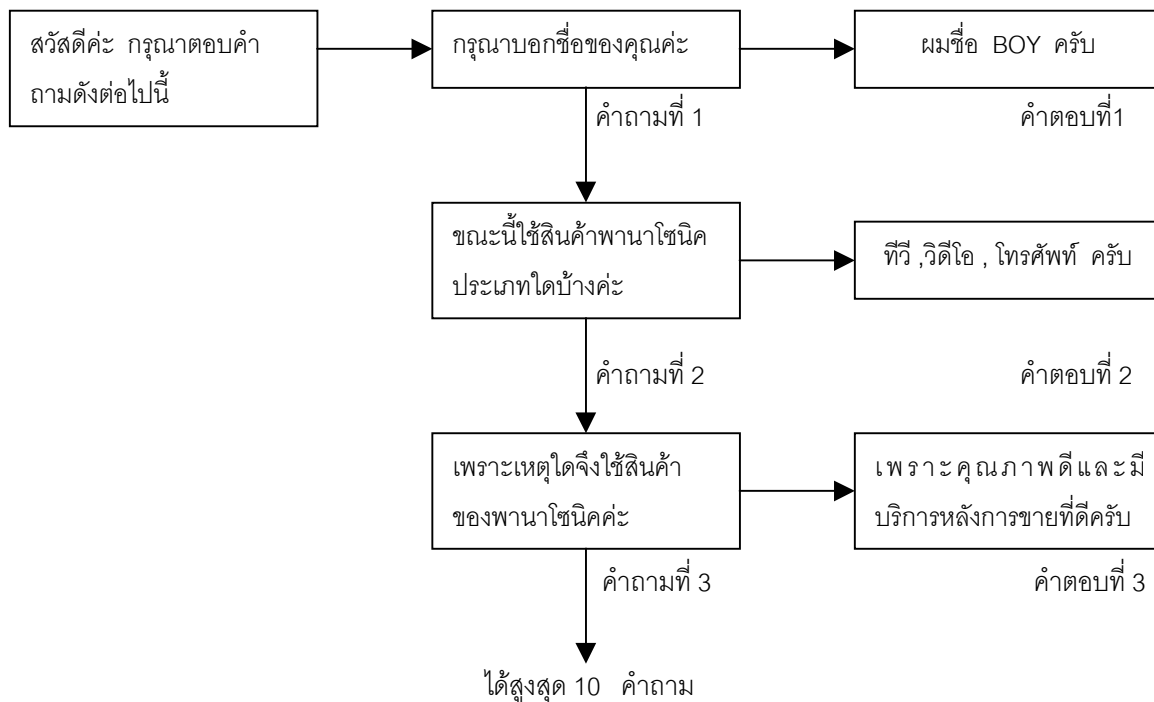 สวัสดีค่ะ กรุณาตอบคำ
ถามดังต่อไปนี้
กรุณาบอกชื่อของคุณค่ะ
ผมชื่อ BOY ครับ
คำถามที่ 1
คำตอบที่1
ขณะนี้ใช้สินค้าพานาโซนิค
ประเภทใดบ้างค่ะ
ทีวี ,วิดีโอ , โทรศัพท์ ครับ
คำถามที่ 2
คำตอบที่ 2
เพราะเหตุใดจึงใช้สินค้า
ของพานาโซนิคค่ะ
เพราะคุณภาพดีและมี
บริการหลังการขายที่ดีครับ
คำถามที่ 3
คำตอบที่ 3
ได้สูงสุด 10 คำถาม